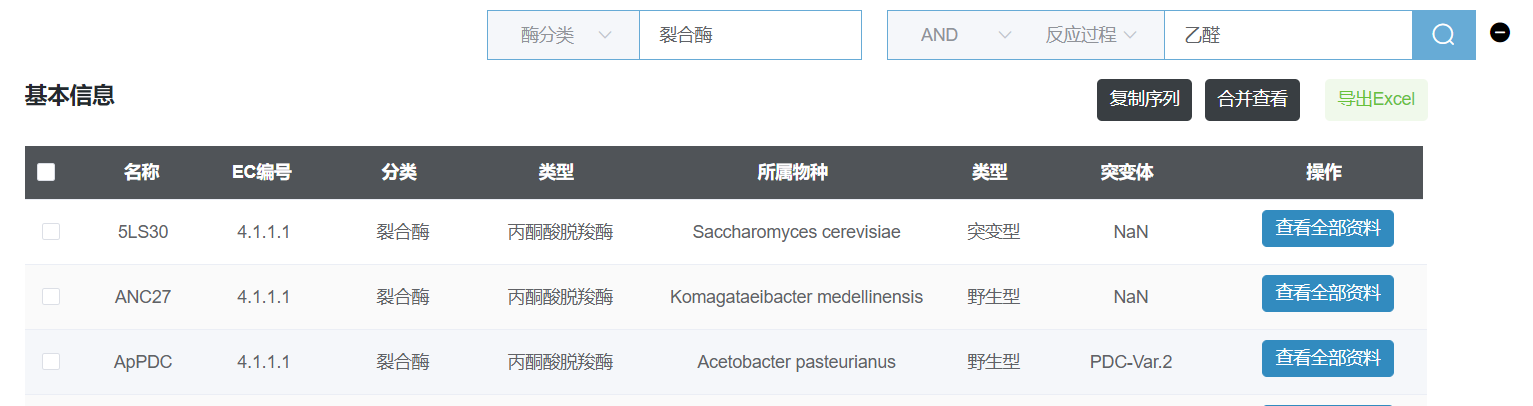 酶分类 裂合酶 AND 反应过程 乙醛
基本信息 复制序列 合并查看 导出Excel
名称 EC编号 分类 类型 所属物种 类型 突变体 操作
5LS30 4.1.1.1 裂合酶 丙酮酸脱羧酶 Saccharomyces cerevisiae 突变型 NaN 查看全部资料
ANC27 4.1.1.1 裂合酶 丙酮酸脱羧酶 Komagataeibacter medellinensis 野生型 NaN 查看全部资料
ApPDC 4.1.1.1 裂合酶 丙酮酸脱羧酶 Acetobacter pasteurianus 野生型 PDC-Var.2 查看全部资料